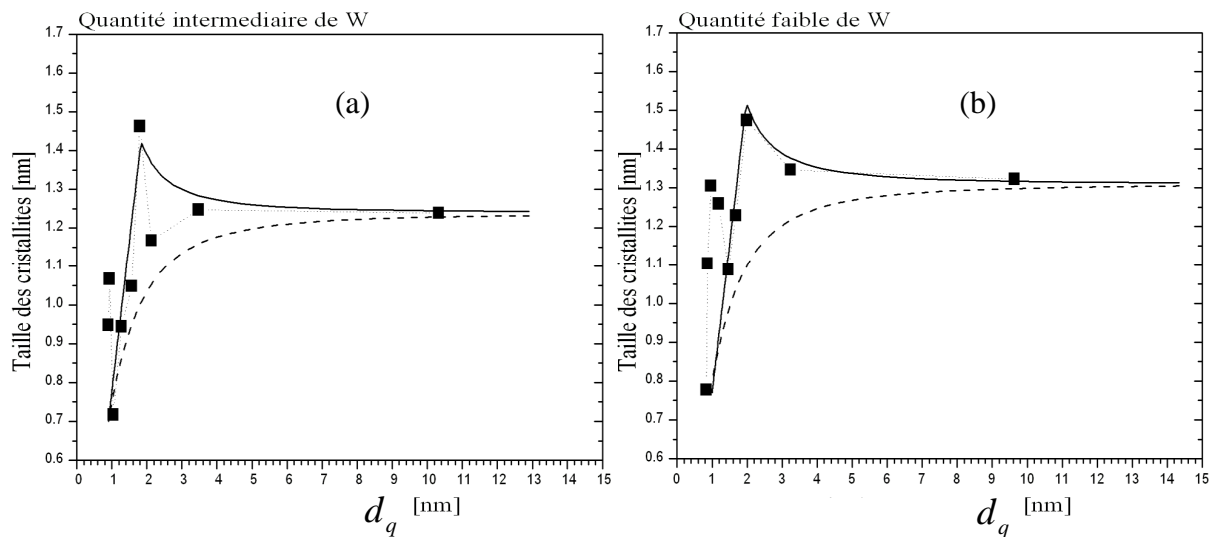 Quantité intermediaire de W
(a)
Taille des cristallites [nm]
1.7
1.6
1.5
1.4
1.3
1.2
1.1
1.0
0.9
0.8
0.7
0.6
0 1 2 3 4 5 6 7 8 9 10 11 12 13 14 15
d_q [nm]
Quantité faible de W
(b)
Taille des cristallites [nm]
1.7
1.6
1.5
1.4
1.3
1.2
1.1
1.0
0.9
0.8
0.7
0.6
0 1 2 3 4 5 6 7 8 9 10 11 12 13 14 15
d_q [nm]